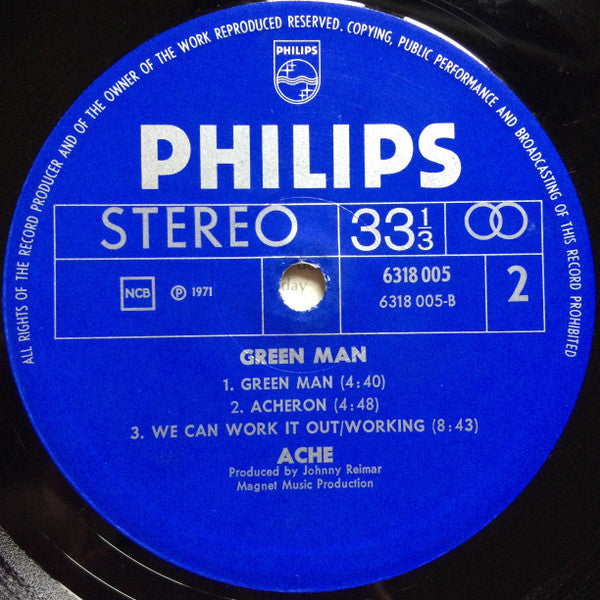 ALL RIGHTS OF THE RECORD PRODUCER AND OF THE OWNER OF THE WORK REPRODUCED RESERVED. COPYING, PUBLIC PERFORMANCE AND BROADCASTING OF THIS RECORD PROHIBITED
PHILIPS
PHILIPS
STEREO 33 1/3
NCB ℗ 1971 6318 005 2
6318 005-B
day
GREEN MAN
1. GREEN MAN (4:40)
2. ACHERON (4:48)
3. WE CAN WORK IT OUT/WORKING (8:43)
ACHE
Produced by Johnny Reimar
Magnet Music Production